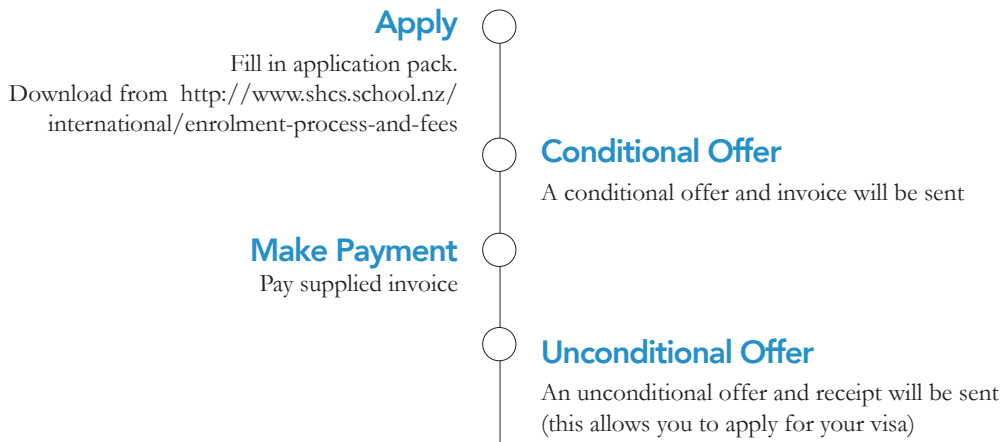 Apply
Fill in application pack.
Download from http://www.shcs.school.nz/
international/enrolment-process-and-fees
Conditional Offer
A conditional offer and invoice will be sent
Make Payment
Pay supplied invoice
Unconditional Offer
An unconditional offer and receipt will be sent
(this allows you to apply for your visa)